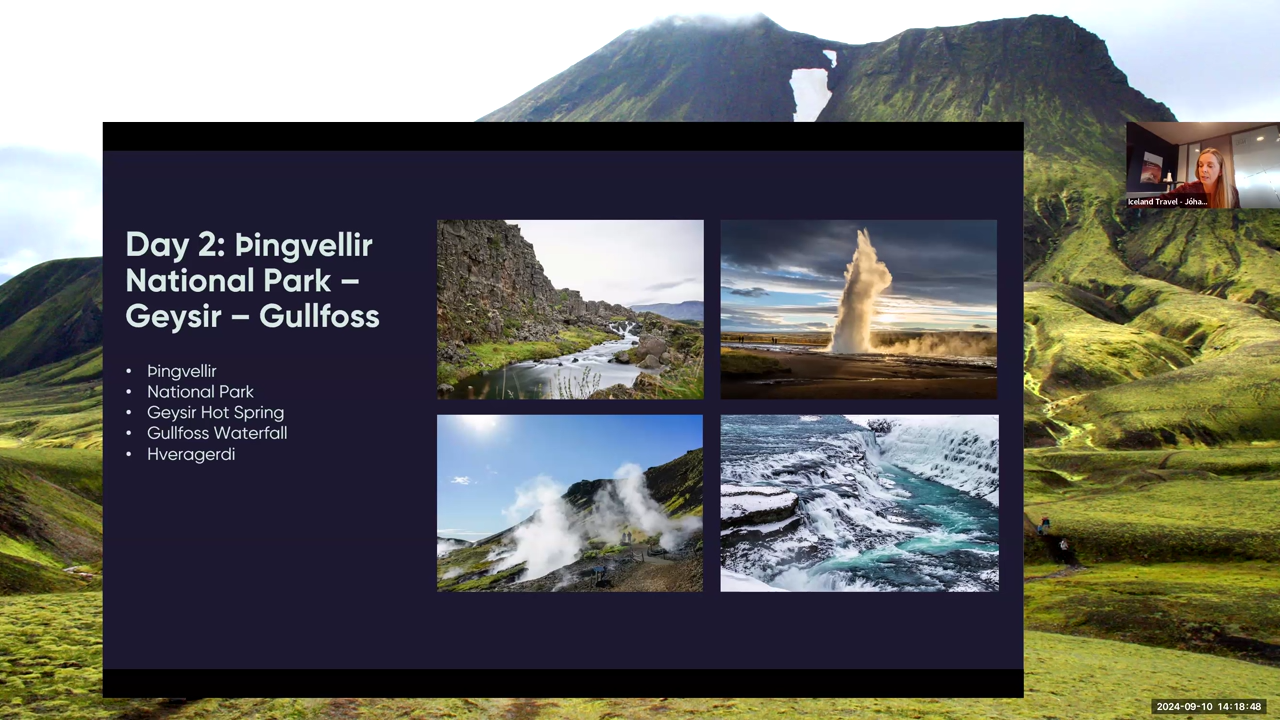 Day 2: Þingvellir
National Park –
Geysir – Gullfoss
• Þingvellir
• National Park
• Geysir Hot Spring
• Gullfoss Waterfall
• Hveragerdi
Iceland Travel - Jóha...
2024-09-10 14:18:48